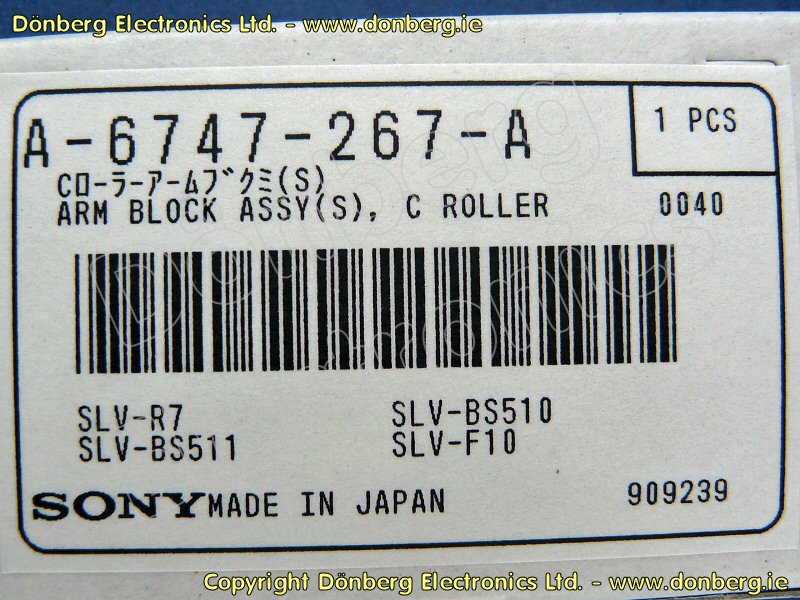 Dönberg Electronics Ltd. - www.donberg.ie
A-6747-267-A
1 PCS
Cローラーアームブクミ(S)
ARM BLOCK ASSY(S), C ROLLER
0040
SLV-R7 SLV-BS510
SLV-BS511 SLV-F10
SONY MADE IN JAPAN
909239
Copyright Dönberg Electronics Ltd. - www.donberg.ie
Donberg
Electronics